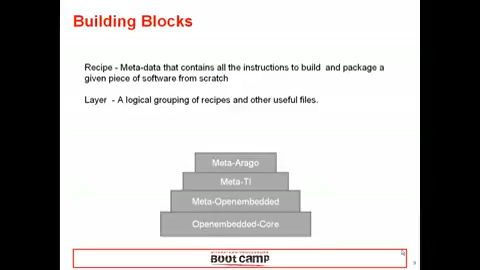 Building Blocks
Recipe - Meta-data that contains all the instructions to build and package a
given piece of software from scratch
Layer - A logical grouping of recipes and other useful files.
Meta-Arago
Meta-TI
Meta-Openembedded
Openembedded-Core
BOOT CAMP